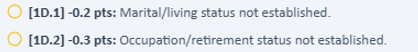 [1D.1] -0.2 pts: Marital/living status not established.
[1D.2] -0.3 pts: Occupation/retirement status not established.